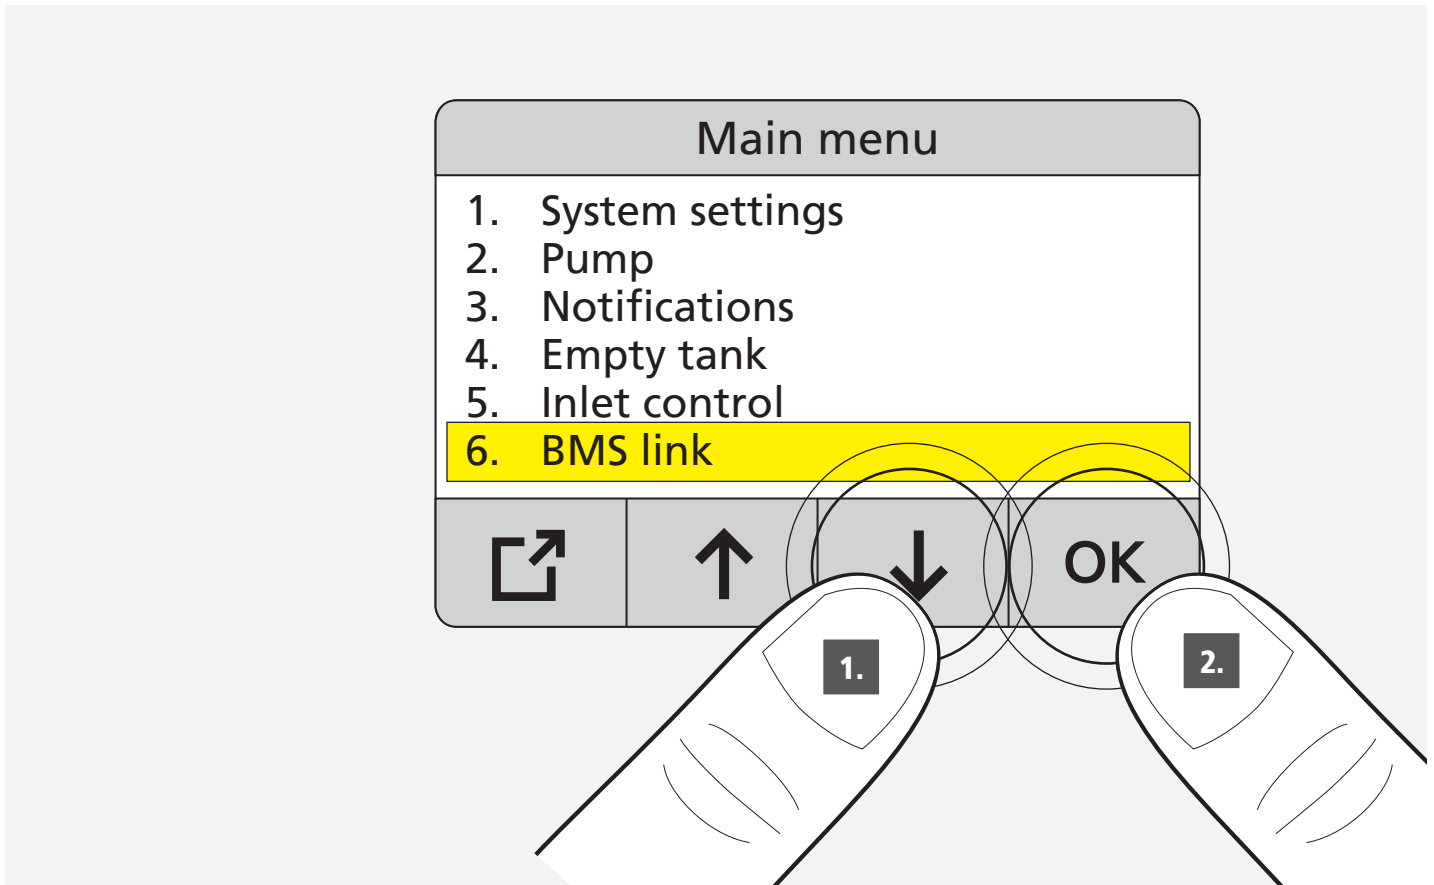 Main menu
1. System settings
2. Pump
3. Notifications
4. Empty tank
5. Inlet control
6. BMS link
OK
1.
2.